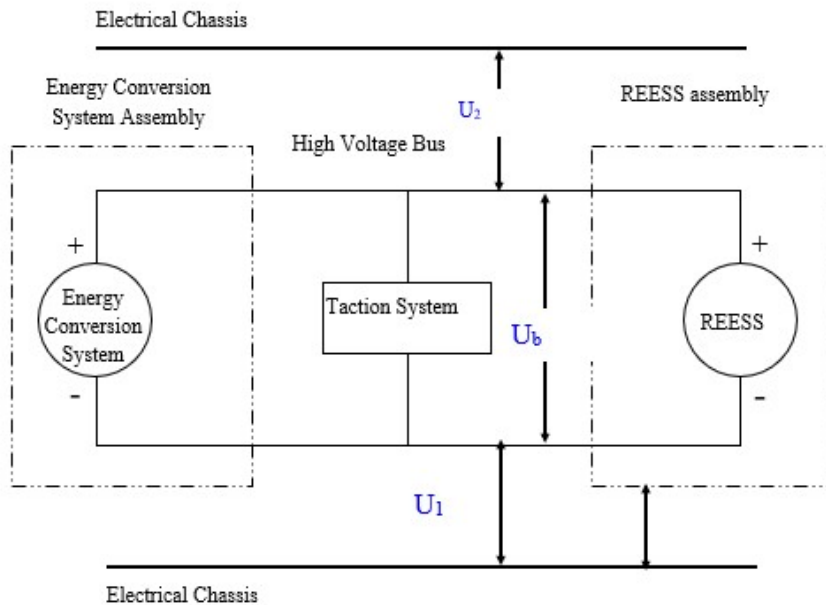 Electrical Chassis
Energy Conversion
System Assembly
U₂
REESS assembly
High Voltage Bus
+
+
Energy
Conversion
System
Taction System
U_b
REESS
-
-
U₁
Electrical Chassis